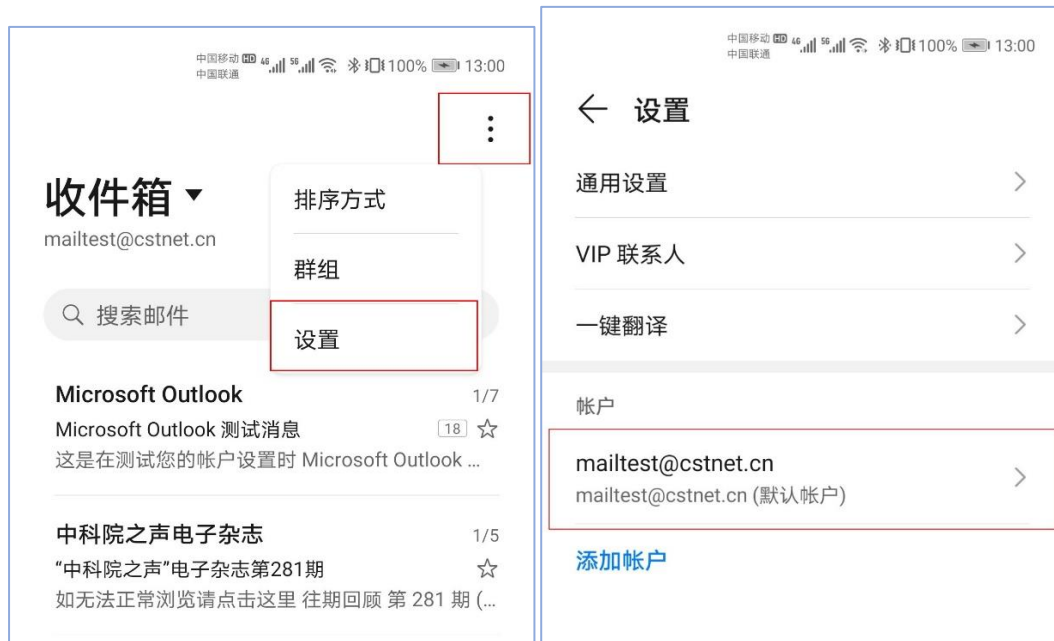 中国移动 HD 4G 5G 100% 13:00
中国联通
收件箱
mailtest@cstnet.cn
排序方式
群组
设置
搜索邮件
Microsoft Outlook 1/7
Microsoft Outlook 测试消息 18
这是在测试您的帐户设置时 Microsoft Outlook ...
中科院之声电子杂志 1/5
“中科院之声”电子杂志第281期
如无法正常浏览请点击这里 往期回顾 第 281 期 (...
中国移动 HD 4G 5G 100% 13:00
中国联通
设置
通用设置
VIP 联系人
一键翻译
帐户
mailtest@cstnet.cn
mailtest@cstnet.cn (默认帐户)
添加帐户